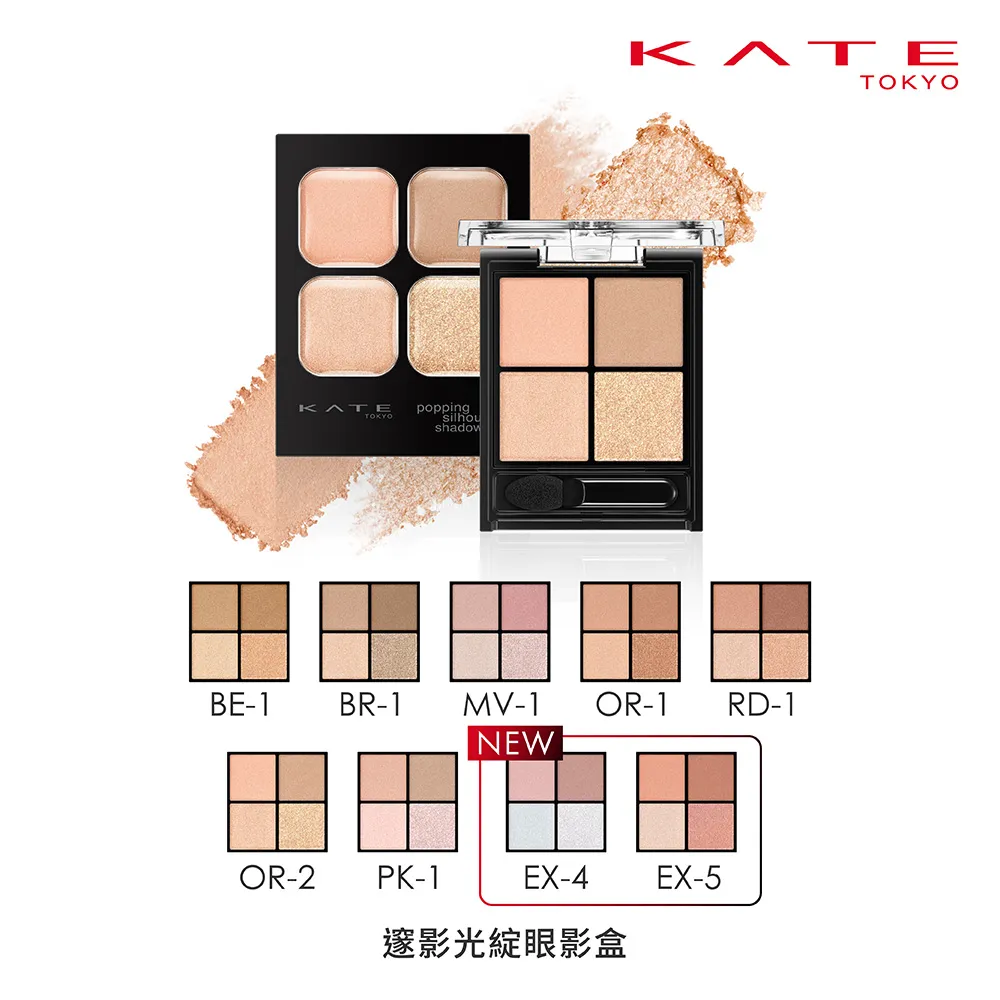 KATE
TOKYO
KATE
TOKYO
popping
silhou
shadow
BE-1
BR-1
MV-1
OR-1
RD-1
NEW
OR-2
PK-1
EX-4
EX-5
邃影光綻眼影盒